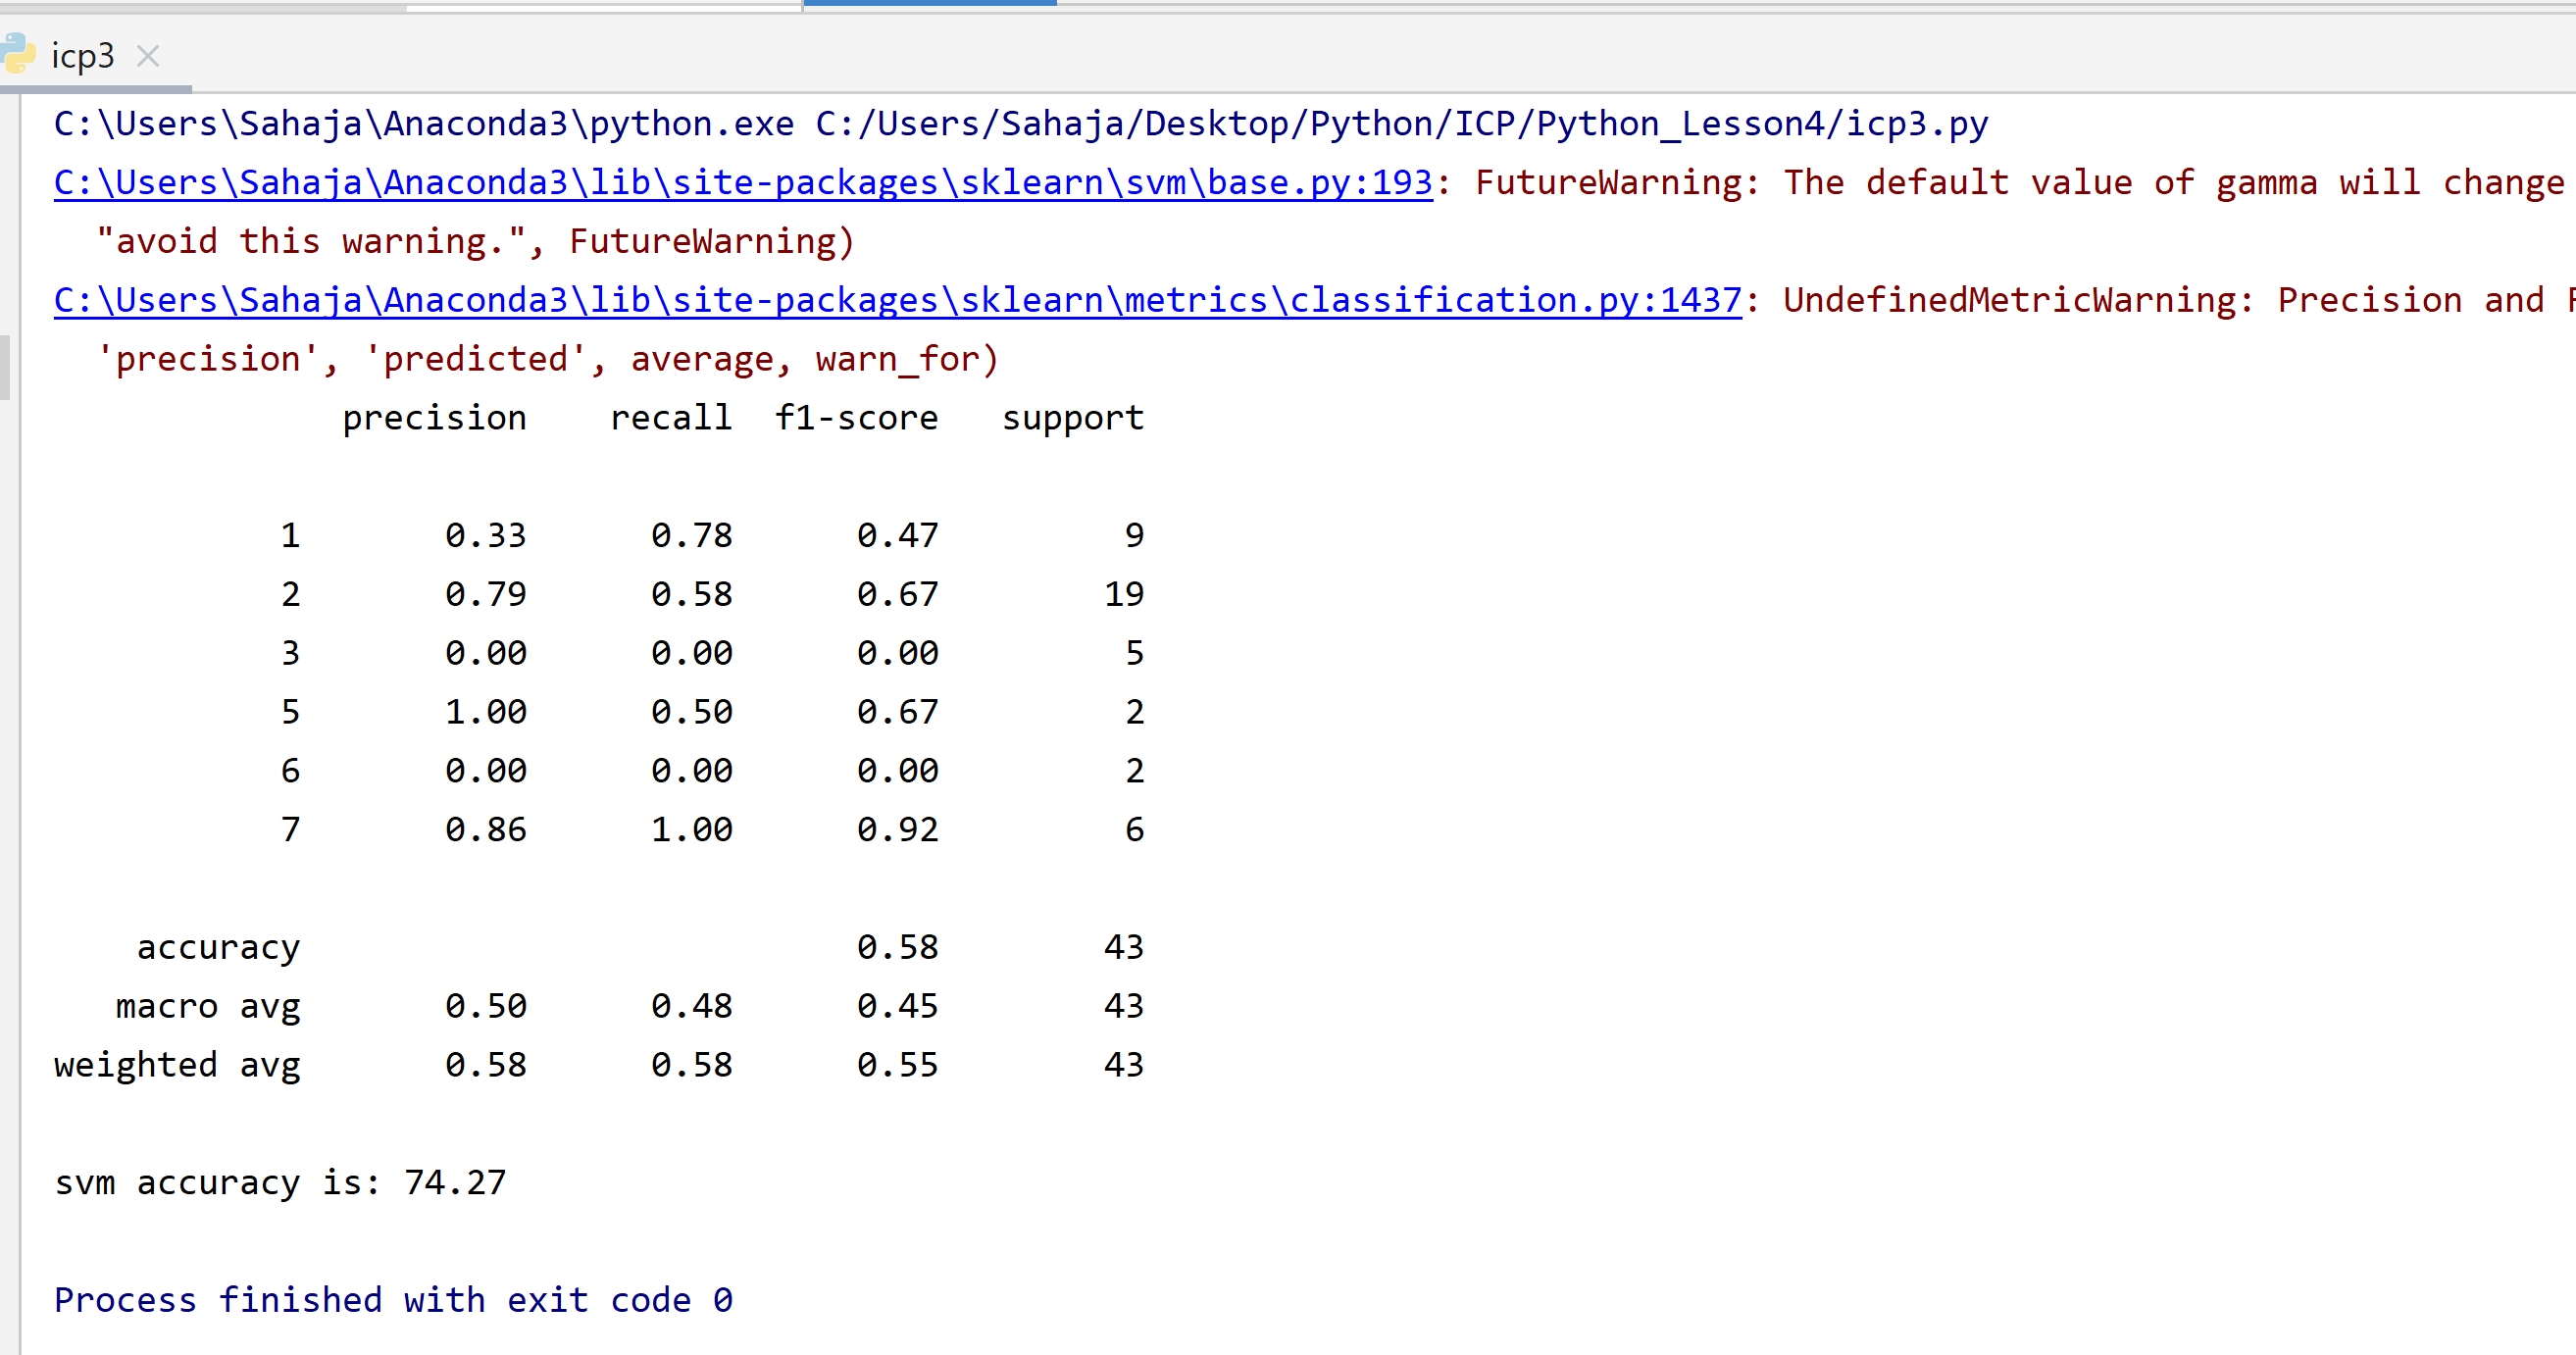 icp3
C:\Users\Sahaja\Anaconda3\python.exe C:/Users/Sahaja/Desktop/Python/ICP/Python_Lesson4/icp3.py
C:\Users\Sahaja\Anaconda3\lib\site-packages\sklearn\svm\base.py:193: FutureWarning: The default value of gamma will change
"avoid this warning.", FutureWarning)
C:\Users\Sahaja\Anaconda3\lib\site-packages\sklearn\metrics\classification.py:1437: UndefinedMetricWarning: Precision and
'precision', 'predicted', average, warn_for)
precision recall f1-score support
1 0.33 0.78 0.47 9
2 0.79 0.58 0.67 19
3 0.00 0.00 0.00 5
5 1.00 0.50 0.67 2
6 0.00 0.00 0.00 2
7 0.86 1.00 0.92 6
accuracy 0.58 43
macro avg 0.50 0.48 0.45 43
weighted avg 0.58 0.58 0.55 43
svm accuracy is: 74.27
Process finished with exit code 0